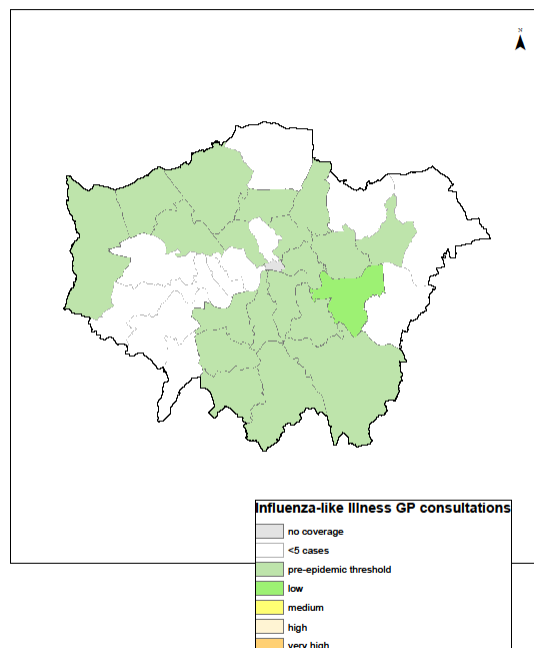 N
Influenza-like Illness GP consultations
no coverage
<5 cases
pre-epidemic threshold
low
medium
high
very high